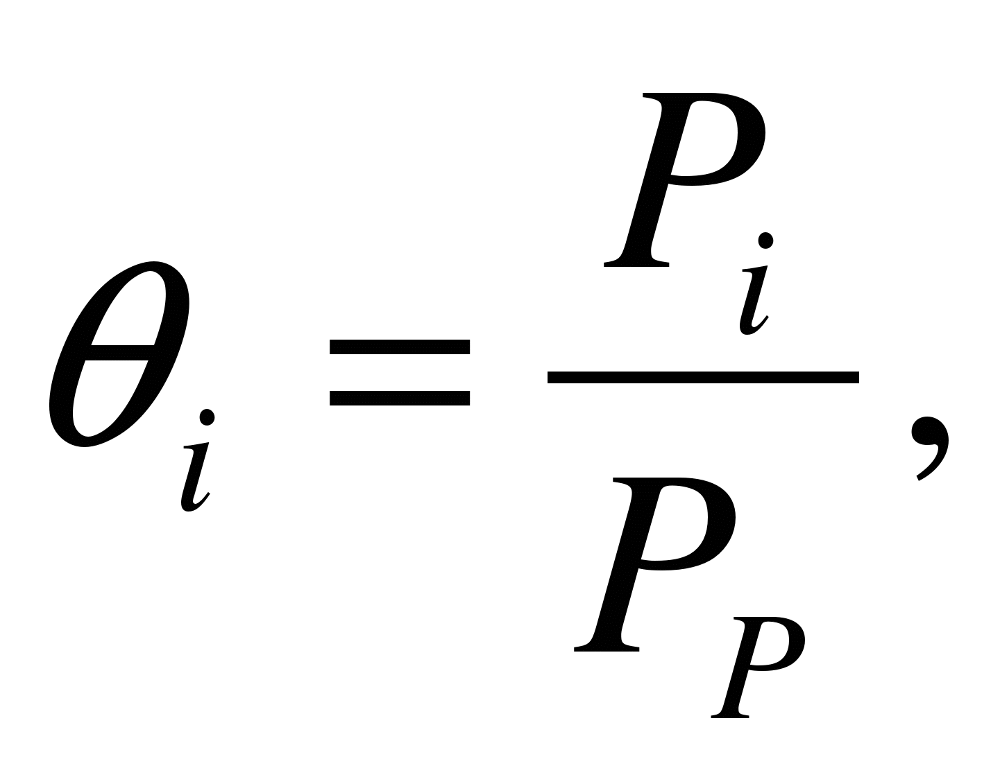 θ_i = P_i / P_P ,